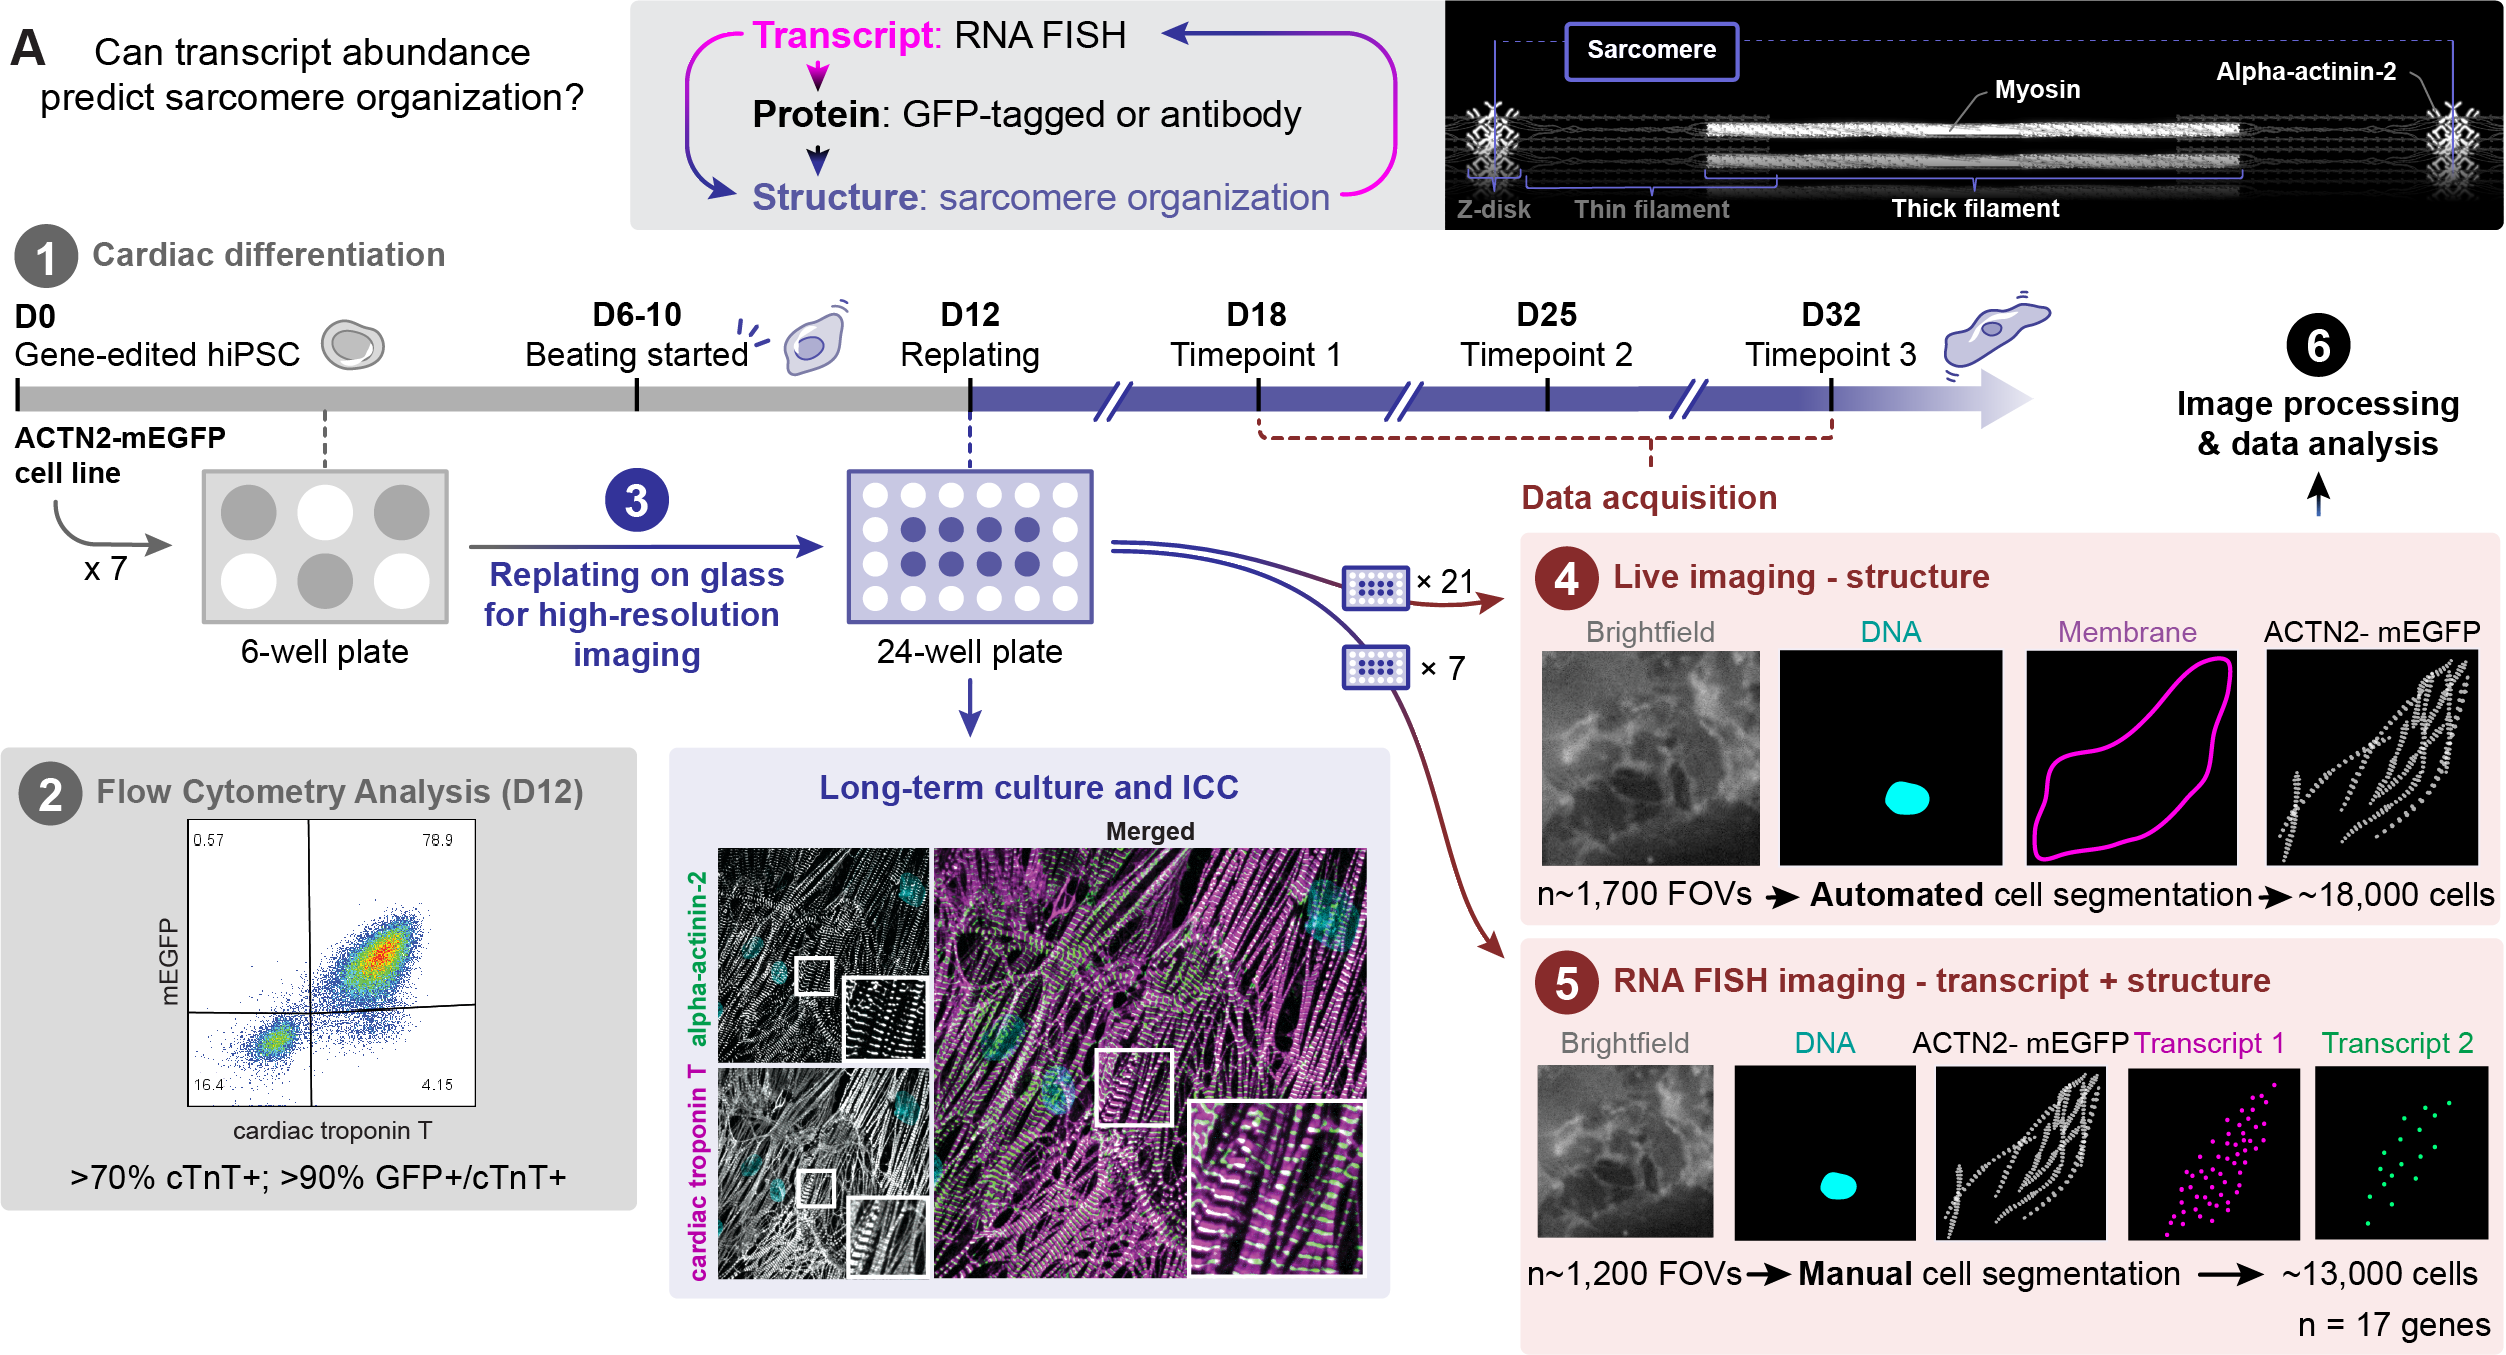 A
Can transcript abundance
predict sarcomere organization?
Transcript: RNA FISH
Protein: GFP-tagged or antibody
Structure: sarcomere organization
Sarcomere
Myosin
Alpha-actinin-2
Z-disk
Thin filament
Thick filament
1
Cardiac differentiation
D0
Gene-edited hiPSC
D6-10
Beating started
D12
Replating
D18
Timepoint 1
D25
Timepoint 2
D32
Timepoint 3
ACTN2-mEGFP
cell line
x 7
6-well plate
3
Replating on glass
for high-resolution
imaging
24-well plate
× 21
× 7
Data acquisition
6
Image processing
& data analysis
2
Flow Cytometry Analysis (D12)
0.57
78.9
16.4
4.15
mEGFP
cardiac troponin T
>70% cTnT+; >90% GFP+/cTnT+
Long-term culture and ICC
Merged
alpha-actinin-2
cardiac troponin T
4
Live imaging - structure
Brightfield
DNA
Membrane
ACTN2- mEGFP
n~1,700 FOVs
Automated cell segmentation
~18,000 cells
5
RNA FISH imaging - transcript + structure
Brightfield
DNA
ACTN2- mEGFP
Transcript 1
Transcript 2
n~1,200 FOVs
Manual cell segmentation
~13,000 cells
n = 17 genes